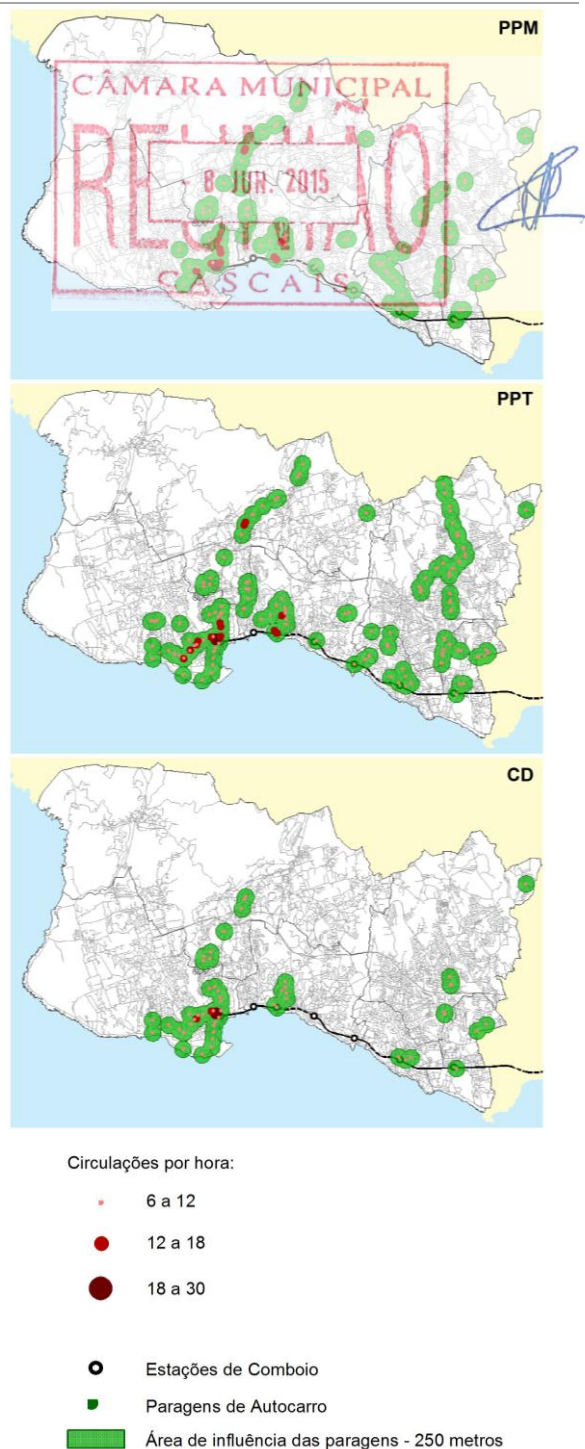 PPM
CÂMARA MUNICIPAL
REUNIÃO
- 8 JUN. 2015
CASCAIS
PPT
CD
Circulações por hora:
6 a 12
12 a 18
18 a 30
Estações de Comboio
Paragens de Autocarro
Área de influência das paragens - 250 metros